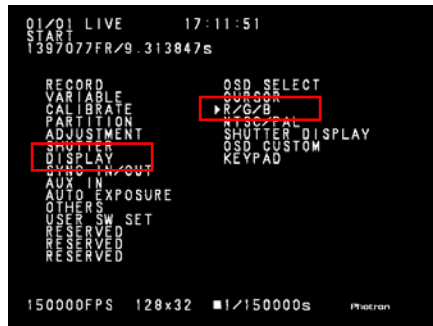 01/01 LIVE 17:11:51
START
1397077FR/9.313847s
RECORD
VARIABLE
CALIBRATE
PARTITION
ADJUSTMENT
SHUTTER
DISPLAY
SYNC IN/OUT
AUX IN
AUTO EXPOSURE
OTHERS
USER SW SET
RESERVED
RESERVED
RESERVED
OSD SELECT
CURSOR
▶R/G/B
NTSC/PAL
SHUTTER DISPLAY
OSD CUSTOM
KEYPAD
150000FPS 128x32 ■1/150000s Photron